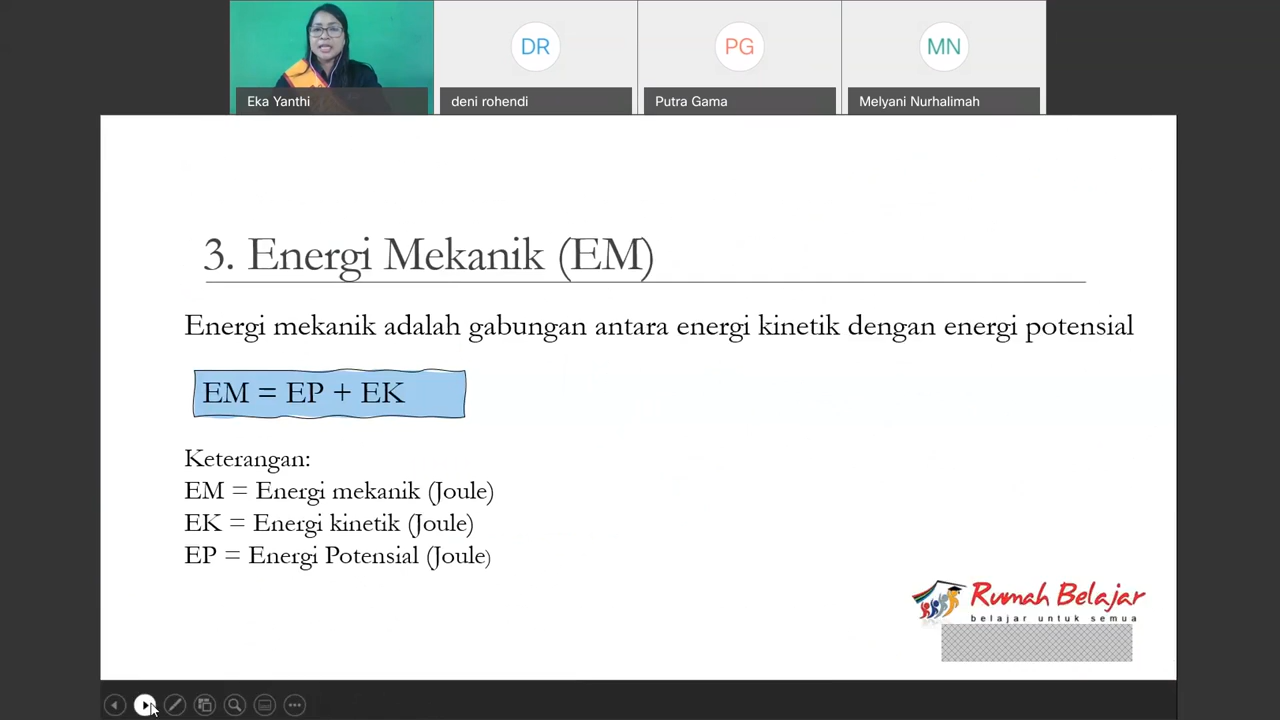 DR
PG
MN
Eka Yanthi
deni rohendi
Putra Gama
Melyani Nurhalimah
3. Energi Mekanik (EM)
Energi mekanik adalah gabungan antara energi kinetik dengan energi potensial
EM = EP + EK
Keterangan:
EM = Energi mekanik (Joule)
EK = Energi kinetik (Joule)
EP = Energi Potensial (Joule)
Rumah Belajar
belajar untuk semua